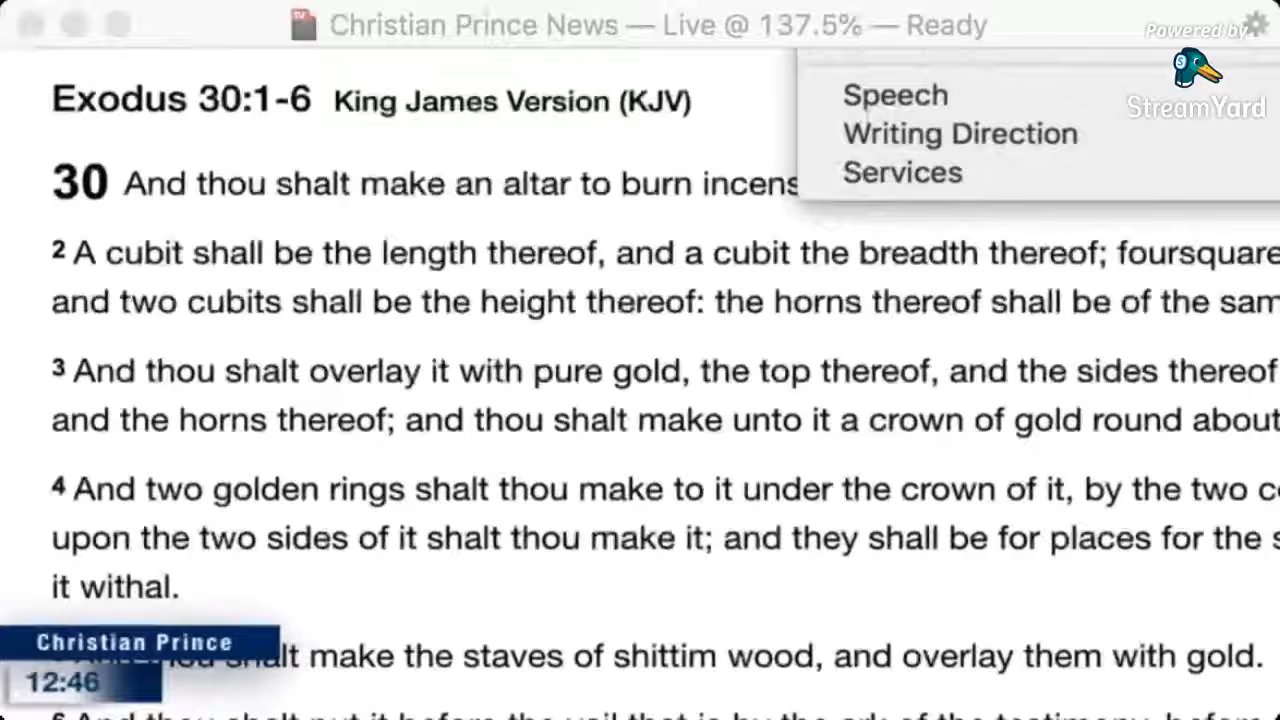 Christian Prince News — Live @ 137.5% — Ready
Powered by
StreamYard
Speech
Writing Direction
Services
Exodus 30:1-6 King James Version (KJV)
30 And thou shalt make an altar to burn
2 A cubit shall be the length thereof, and a cubit the breadth thereof; foursquare
and two cubits shall be the height thereof: the horns thereof shall be of the
3 And thou shalt overlay it with pure gold, the top thereof, and the sides thereof
and the horns thereof; and thou shalt make unto it a crown of gold round about
4 And two golden rings shalt thou make to it under the crown of it, by the two
upon the two sides of it shalt thou make it; and they shall be for places for the
it withal.
shalt make the staves of shittim wood, and overlay them with gold.
Christian Prince
12:46